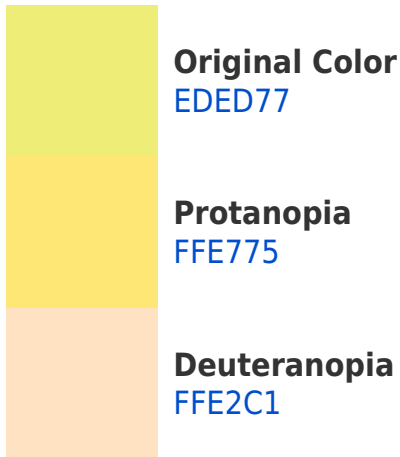 Original Color
EDED77
Protanopia
FFE775
Deuteranopia
FFE2C1